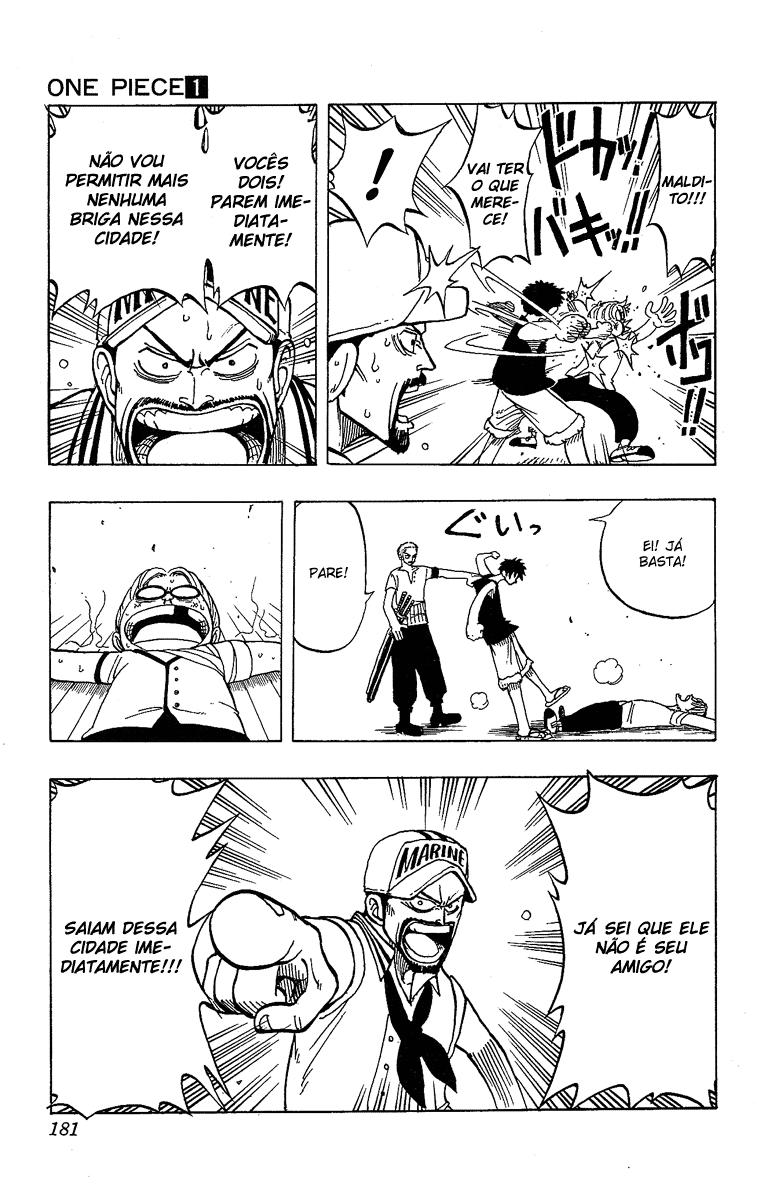 ONE PIECE 1
MALDI-
TO!!!
ドカッ!
バキッ!!
ボコ!!
VAI TER
O QUE
MERE-
CE!
!
VOCÊS
DOIS!
PAREM IME-
DIATA-
MENTE!
NÃO VOU
PERMITIR MAIS
NENHUMA
BRIGA NESSA
CIDADE!
EI! JÁ
BASTA!
ぐいっ
PARE!
JÁ SEI QUE ELE
NÃO É SEU
AMIGO!
MARINE
SAIAM DESSA
CIDADE IME-
DIATAMENTE!!!
181